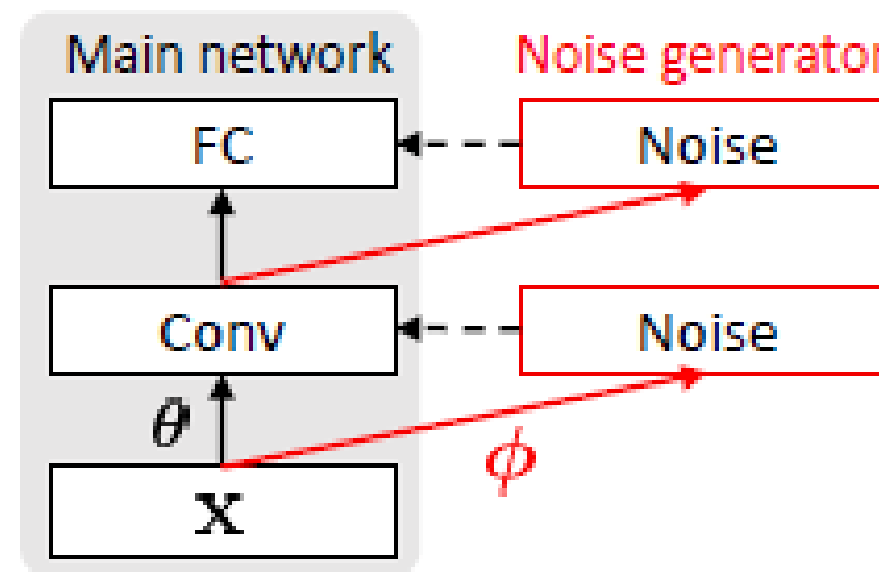 Main network
Noise generator
FC
Noise
Conv
Noise
θ
ϕ
X